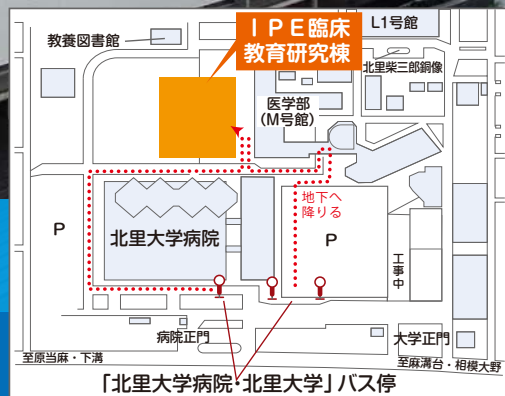 ＩＰＥ臨床
教育研究棟
L1号館
教養図書館
北里柴三郎銅像
医学部
(M号館)
地下へ
降りる
P
P
北里大学病院
工事中
病院正門
大学正門
至原当麻・下溝
至麻溝台・相模大野
「北里大学病院・北里大学」バス停